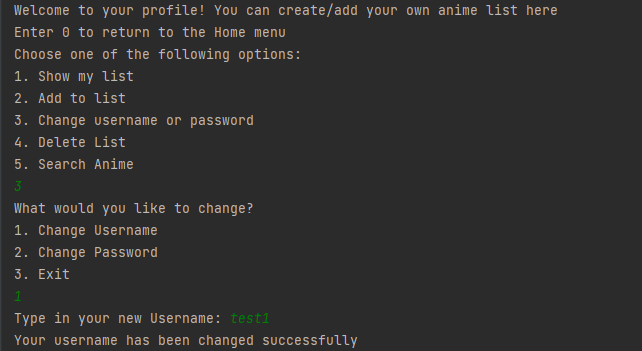 Welcome to your profile! You can create/add your own anime list here
Enter 0 to return to the Home menu
Choose one of the following options:
1. Show my list
2. Add to list
3. Change username or password
4. Delete List
5. Search Anime
3
What would you like to change?
1. Change Username
2. Change Password
3. Exit
1
Type in your new Username: test1
Your username has been changed successfully